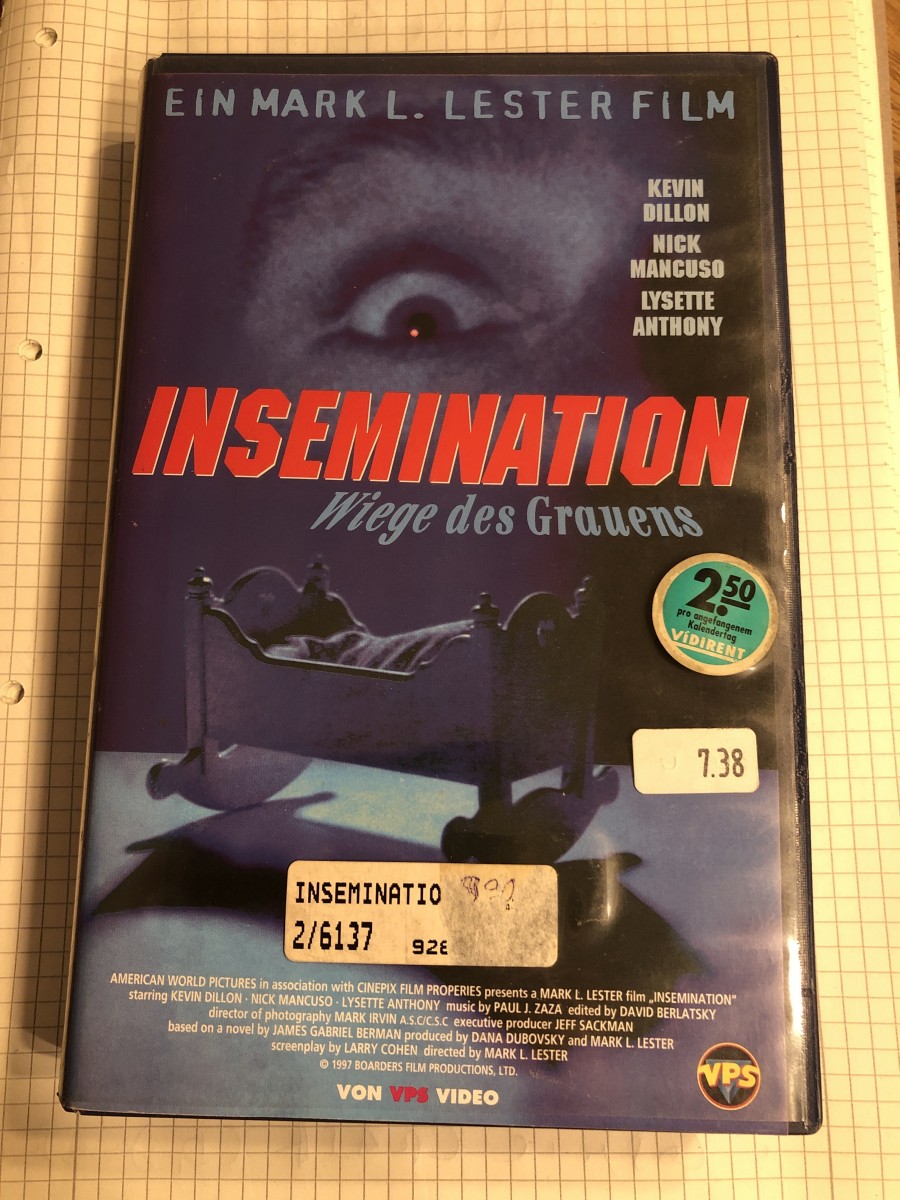 EIN MARK L. LESTER FILM
KEVIN
DILLON
NICK
MANCUSO
LYSETTE
ANTHONY
INSEMINATION
Wiege des Grauens
2.50
pro angefangenem
Kalendertag
ViDiRENT
7.38
INSEMINATIO
2/6137 928
AMERICAN WORLD PICTURES in association with CINEPIX FILM PROPERIES presents a MARK L. LESTER film „INSEMINATION"
starring KEVIN DILLON · NICK MANCUSO · LYSETTE ANTHONY music by PAUL J. ZAZA edited by DAVID BERLATSKY
director of photography MARK IRVIN A.S.C/C.S.C executive producer JEFF SACKMAN
based on a novel by JAMES GABRIEL BERMAN produced by DANA DUBOVSKY and MARK L. LESTER
screenplay by LARRY COHEN directed by MARK L. LESTER
© 1997 BOARDERS FILM PRODUCTIONS, LTD.
VON VPS VIDEO
VPS